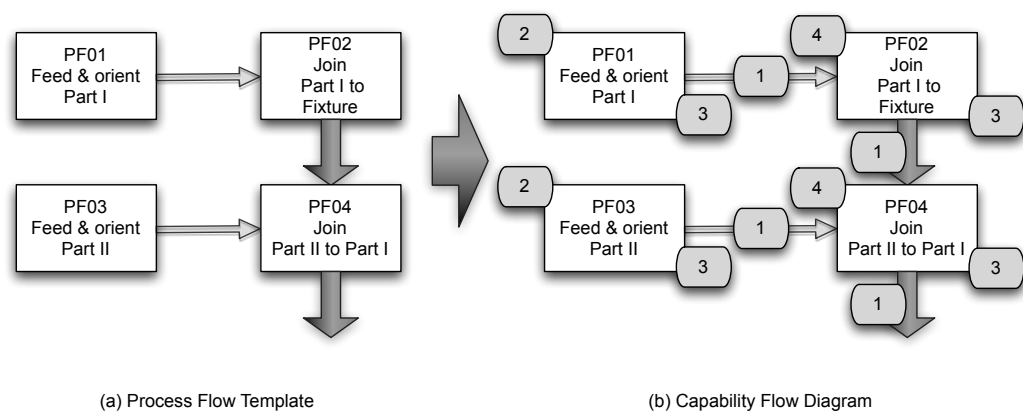 PF01
Feed & orient
Part I
PF02
Join
Part I to
Fixture
PF03
Feed & orient
Part II
PF04
Join
Part II to Part I
(a) Process Flow Template
2
PF01
Feed & orient
Part I
3
1
4
PF02
Join
Part I to
Fixture
3
1
2
PF03
Feed & orient
Part II
3
1
4
PF04
Join
Part II to Part I
3
1
(b) Capability Flow Diagram